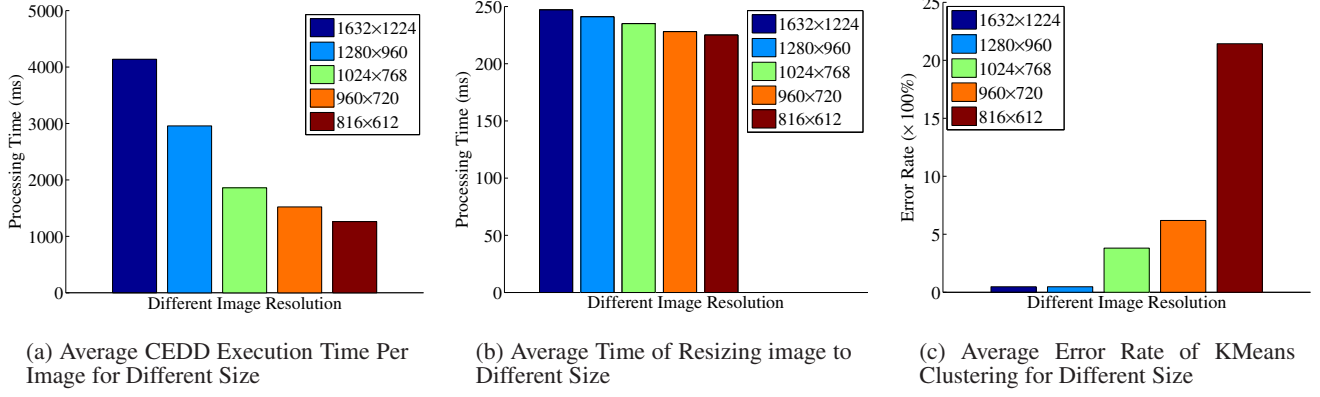 5000
4000
3000
2000
1000
0
Processing Time (ms)
1632×1224
1280×960
1024×768
960×720
816×612
Different Image Resolution
(a) Average CEDD Execution Time Per
Image for Different Size
250
200
150
100
50
0
Processing Time (ms)
1632×1224
1280×960
1024×768
960×720
816×612
Different Image Resolution
(b) Average Time of Resizing image to
Different Size
25
20
15
10
5
0
Error Rate (× 100%)
1632×1224
1280×960
1024×768
960×720
816×612
Different Image Resolution
(c) Average Error Rate of KMeans
Clustering for Different Size